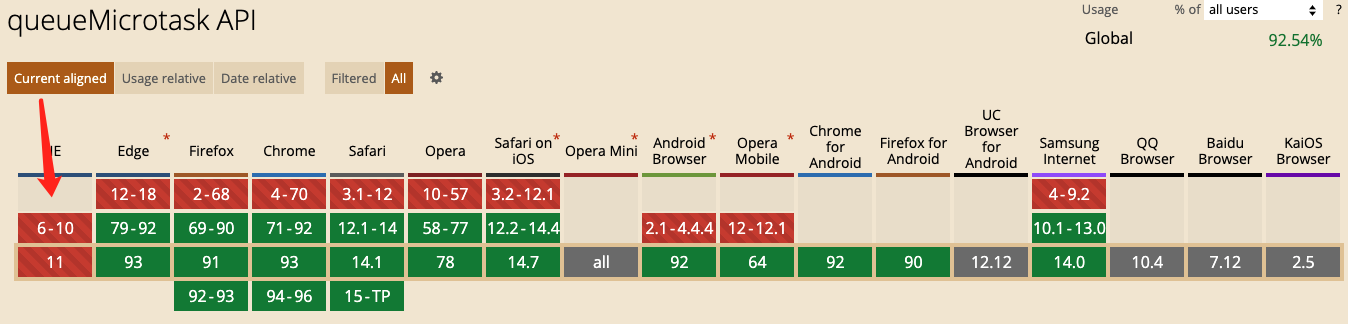 queueMicrotask API
Usage % of all users ?
Global 92.54%
Current aligned Usage relative Date relative Filtered All
IE Edge * Firefox Chrome Safari Opera Safari on iOS * Opera Mini * Android Browser * Opera Mobile * Chrome for Android Firefox for Android UC Browser for Android Samsung Internet QQ Browser Baidu Browser KaiOS Browser
12-18 2-68 4-70 3.1-12 10-57 3.2-12.1 4-9.2
6-10 79-92 69-90 71-92 12.1-14 58-77 12.2-14.4 2.1-4.4.4 12-12.1 10.1-13.0
11 93 91 93 14.1 78 14.7 all 92 64 92 90 12.12 14.0 10.4 7.12 2.5
92-93 94-96 15-TP